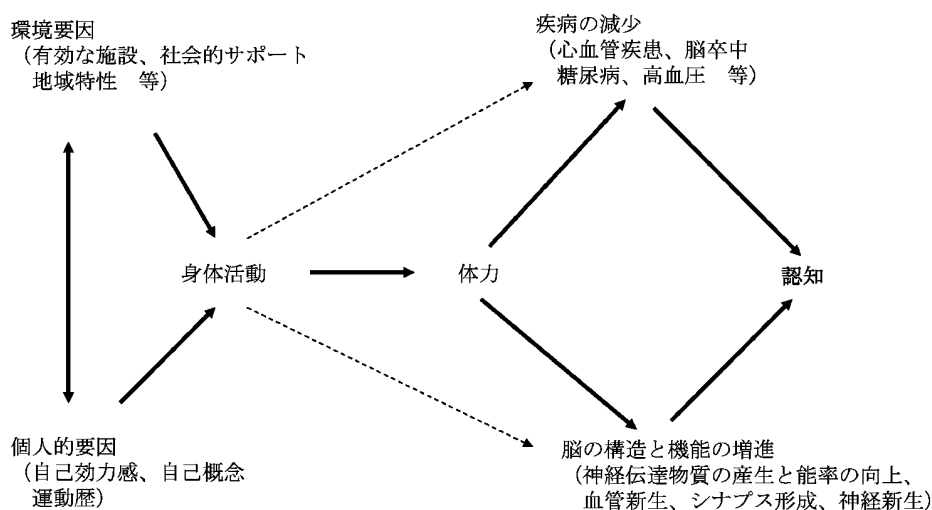 環境要因
（有効な施設、社会的サポート
地域特性　等）
疾病の減少
（心血管疾患、脳卒中
糖尿病、高血圧　等）
身体活動
体力
認知
個人的要因
（自己効力感、自己概念
運動歴）
脳の構造と機能の増進
（神経伝達物質の産生と能率の向上、
血管新生、シナプス形成、神経新生）